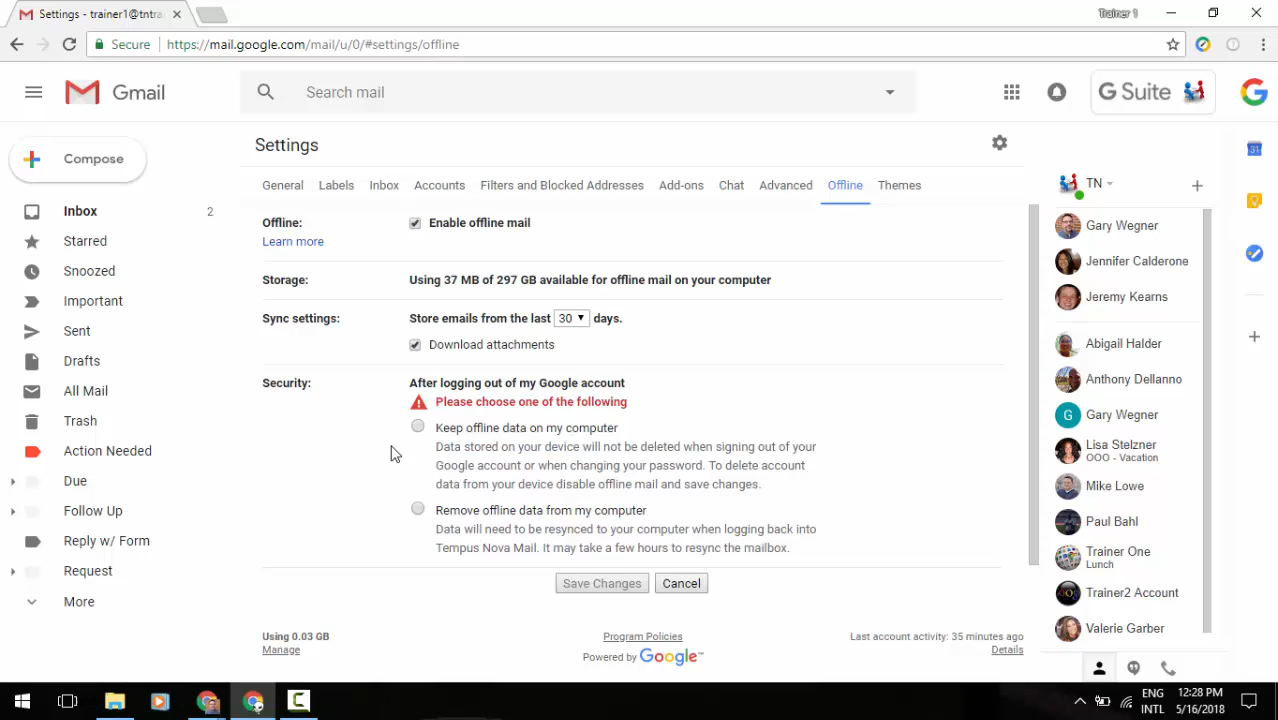 Settings - trainer1@tntra
Trainer 1
Secure
https://mail.google.com/mail/u/0/#settings/offline
Gmail
Search mail
G Suite
Compose
Inbox 2
Starred
Snoozed
Important
Sent
Drafts
All Mail
Trash
Action Needed
Due
Follow Up
Reply w/ Form
Request
More
Settings
General Labels Inbox Accounts Filters and Blocked Addresses Add-ons Chat Advanced Offline Themes
Offline: Enable offline mail
Learn more
Storage: Using 37 MB of 297 GB available for offline mail on your computer
Sync settings: Store emails from the last 30 days.
Download attachments
Security: After logging out of my Google account
Please choose one of the following
Keep offline data on my computer
Data stored on your device will not be deleted when signing out of your
Google account or when changing your password. To delete account
data from your device disable offline mail and save changes.
Remove offline data from my computer
Data will need to be resynced to your computer when logging back into
Tempus Nova Mail. It may take a few hours to resync the mailbox.
Save Changes Cancel
Using 0.03 GB
Manage
Program Policies
Powered by Google™
Last account activity: 35 minutes ago
Details
31
TN
Gary Wegner
Jennifer Calderone
Jeremy Kearns
Abigail Halder
Anthony Dellanno
G Gary Wegner
Lisa Stelzner
OOO - Vacation
Mike Lowe
Paul Bahl
Trainer One
Lunch
Trainer2 Account
Valerie Garber
ENG
INTL
12:28 PM
5/16/2018